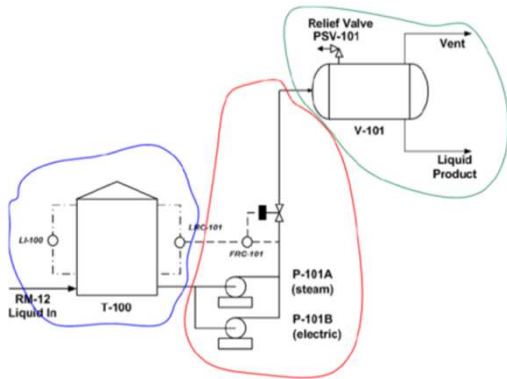 Relief Valve
PSV-101
Vent
V-101
Liquid
Product
LI-100
LRC-101
FRC-101
RM-12
Liquid In
T-100
P-101A
(steam)
P-101B
(electric)